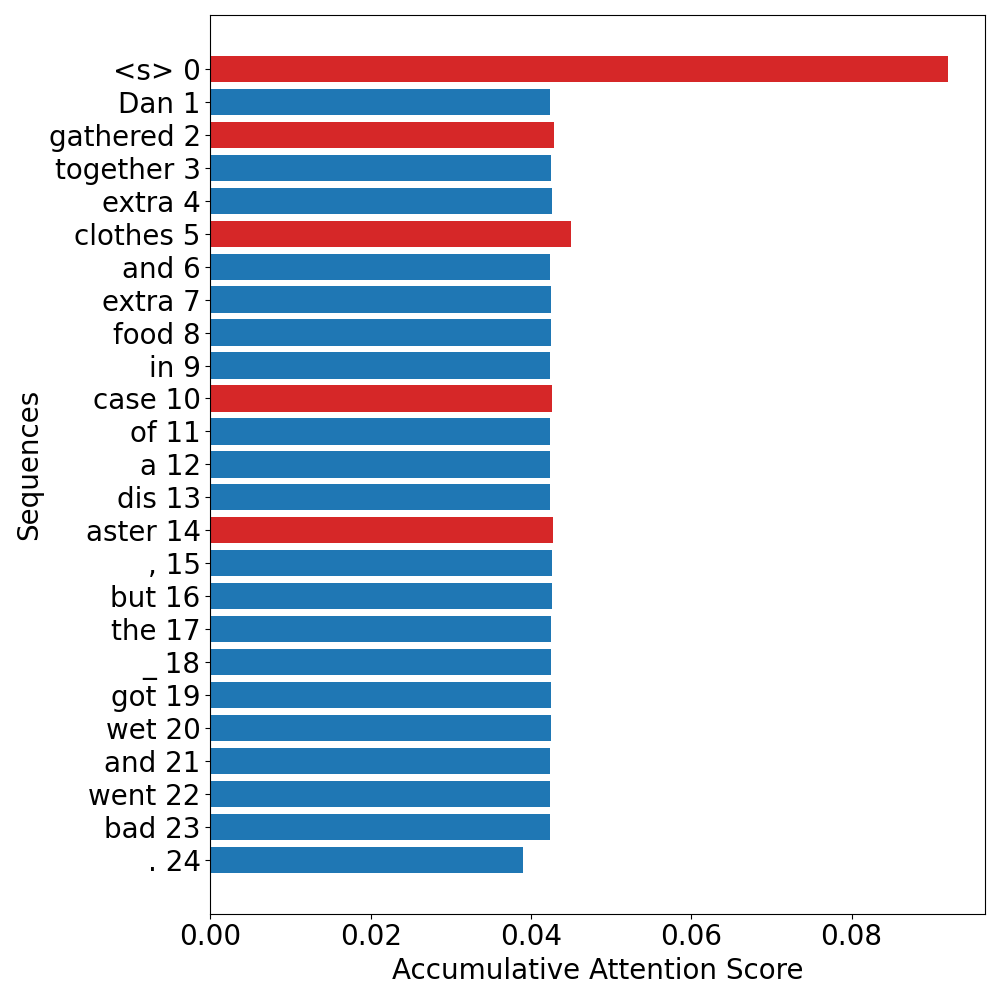 <s> 0
Dan 1
gathered 2
together 3
extra 4
clothes 5
and 6
extra 7
food 8
in 9
case 10
of 11
a 12
dis 13
aster 14
, 15
but 16
the 17
_ 18
got 19
wet 20
and 21
went 22
bad 23
. 24
Sequences
0.00 0.02 0.04 0.06 0.08
Accumulative Attention Score